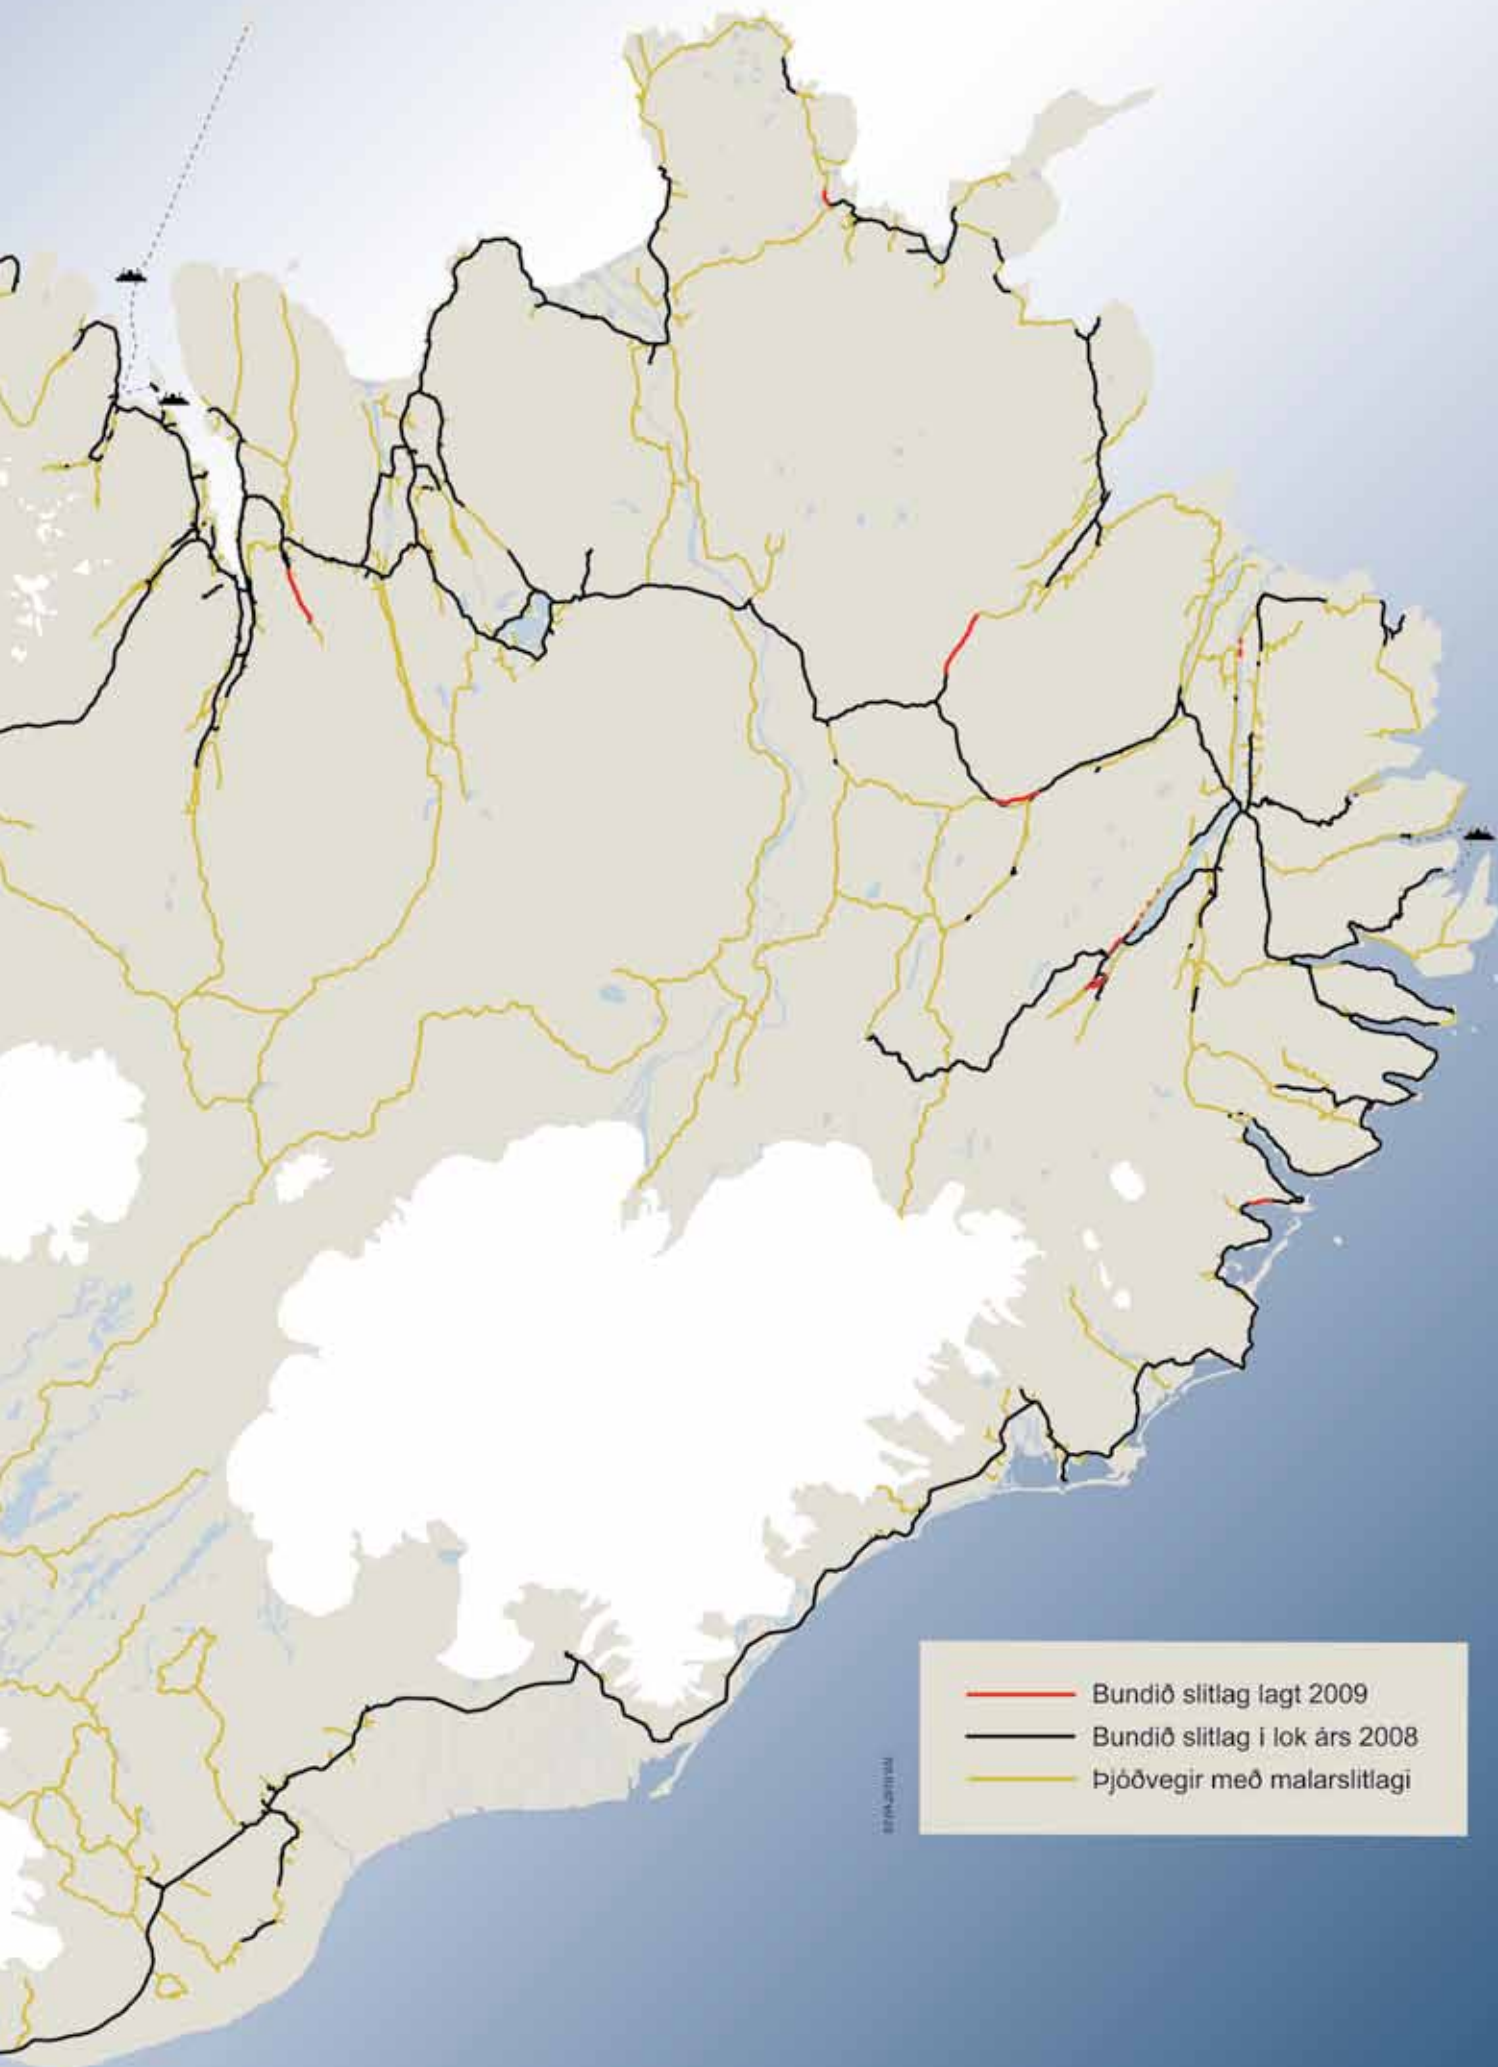 Bundið slitlag lagt 2009
Bundið slitlag í lok árs 2008
Þjóðvegir með malarslitlagi